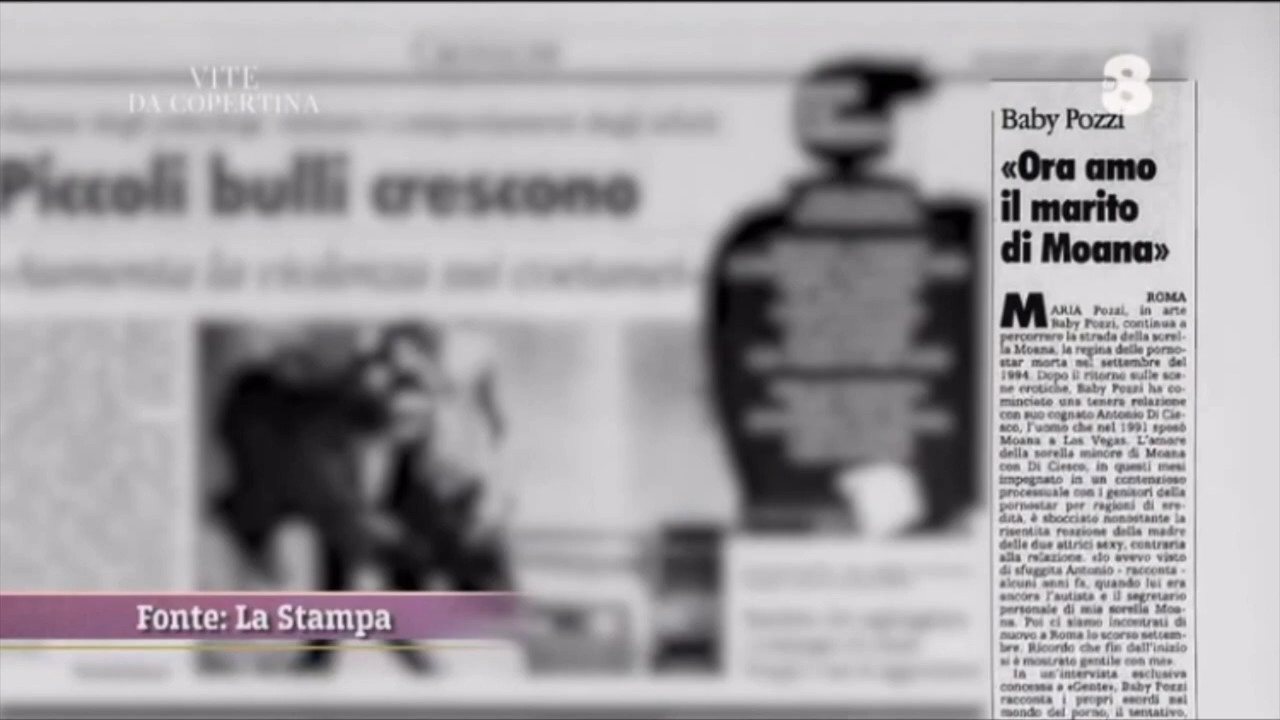 VITE
DA COPERTINA
8
Piccoli bulli crescono
«Aumenta la violenza sui coetanei»
Baby Pozzi
«Ora amo
il marito
di Moana»
ROMA
MARIA Pozzi, in arte
Baby Pozzi, continua a
percorrere la strada della sorel-
la Moana, la regina delle porno-
star morta nel settembre del
1994. Dopo il ritorno sulle sce-
ne erotiche, Baby Pozzi ha co-
minciato una tenera relazione
con suo cognato Antonio Di Cie-
sco, l'uomo che nel 1991 sposò
Moana a Las Vegas. L'amore
della sorella minore di Moana
con Di Ciesco, in questi mesi
impegnato in un contenzioso
processuale con i genitori della
pornostar per ragioni di ere-
dità, è sbocciato nonostante la
risentita reazione della madre
delle due attrici sexy, contraria
alla relazione. «Io avevo visto
di sfuggita Antonio - racconta -
alcuni anni fa, quando lui era
ancora l'autista e il segretario
personale di mia sorella Moa-
na. Poi ci siamo incontrati di
nuovo a Roma lo scorso settem-
bre. Ricordo che fin dall'inizio
si è mostrato gentile con me».
In un'intervista esclusiva
concessa a «Gente», Baby Pozzi
racconta i propri esordi nel
mondo del porno, il tentativo,
Fonte: La Stampa